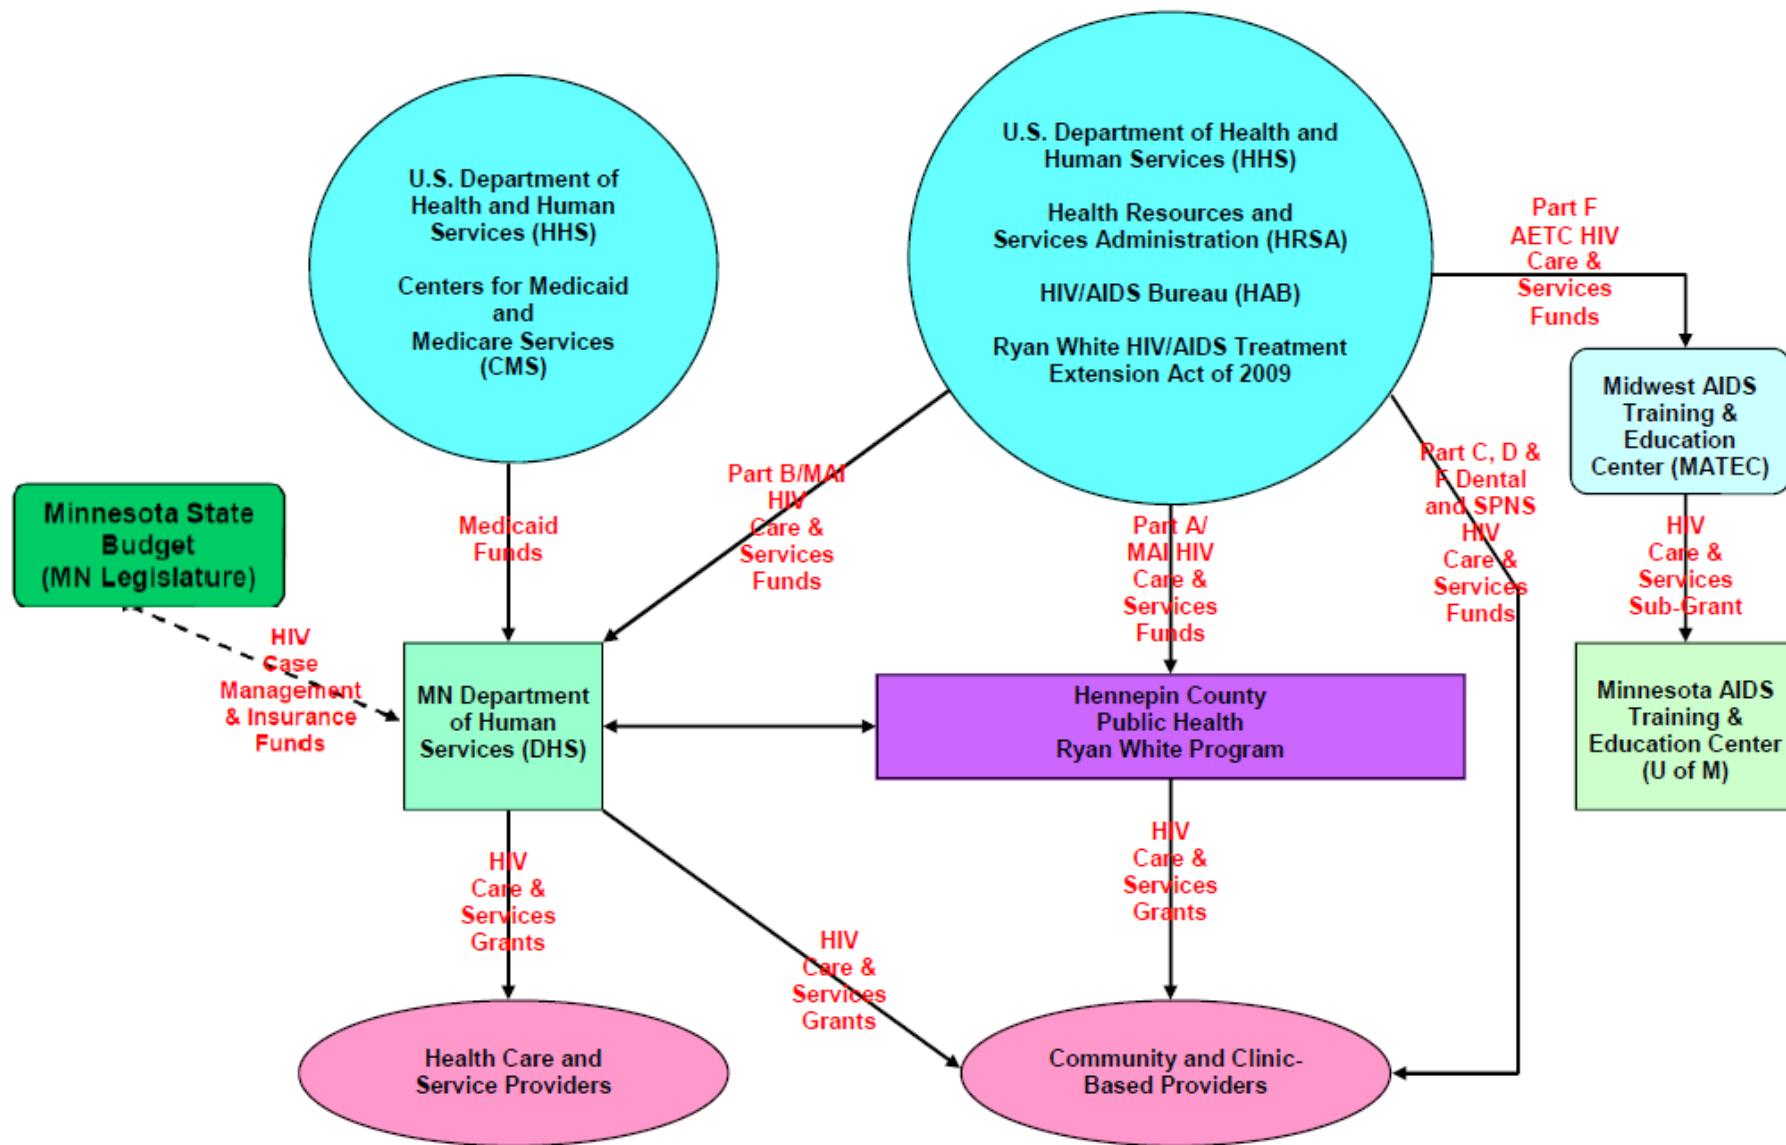 U.S. Department of
Health and Human
Services (HHS)
Centers for Medicaid
and
Medicare Services
(CMS)
U.S. Department of Health and
Human Services (HHS)
Health Resources and
Services Administration (HRSA)
HIV/AIDS Bureau (HAB)
Ryan White HIV/AIDS Treatment
Extension Act of 2009
Part F
AETC HIV
Care &
Services
Funds
Midwest AIDS
Training &
Education
Center (MATEC)
Minnesota State
Budget
(MN Legislature)
Medicaid
Funds
Part B/MAI
HIV
Care &
Services
Funds
Part A/
MAI HIV
Care &
Services
Funds
Part C, D &
F Dental
and SPNS
HIV
Care &
Services
Funds
HIV
Care &
Services
Sub-Grant
HIV
Case
Management
& Insurance
Funds
MN Department
of Human
Services (DHS)
Hennepin County
Public Health
Ryan White Program
Minnesota AIDS
Training &
Education Center
(U of M)
HIV
Care &
Services
Grants
HIV
Care &
Services
Grants
HIV
Care &
Services
Grants
Health Care and
Service Providers
Community and Clinic-
Based Providers